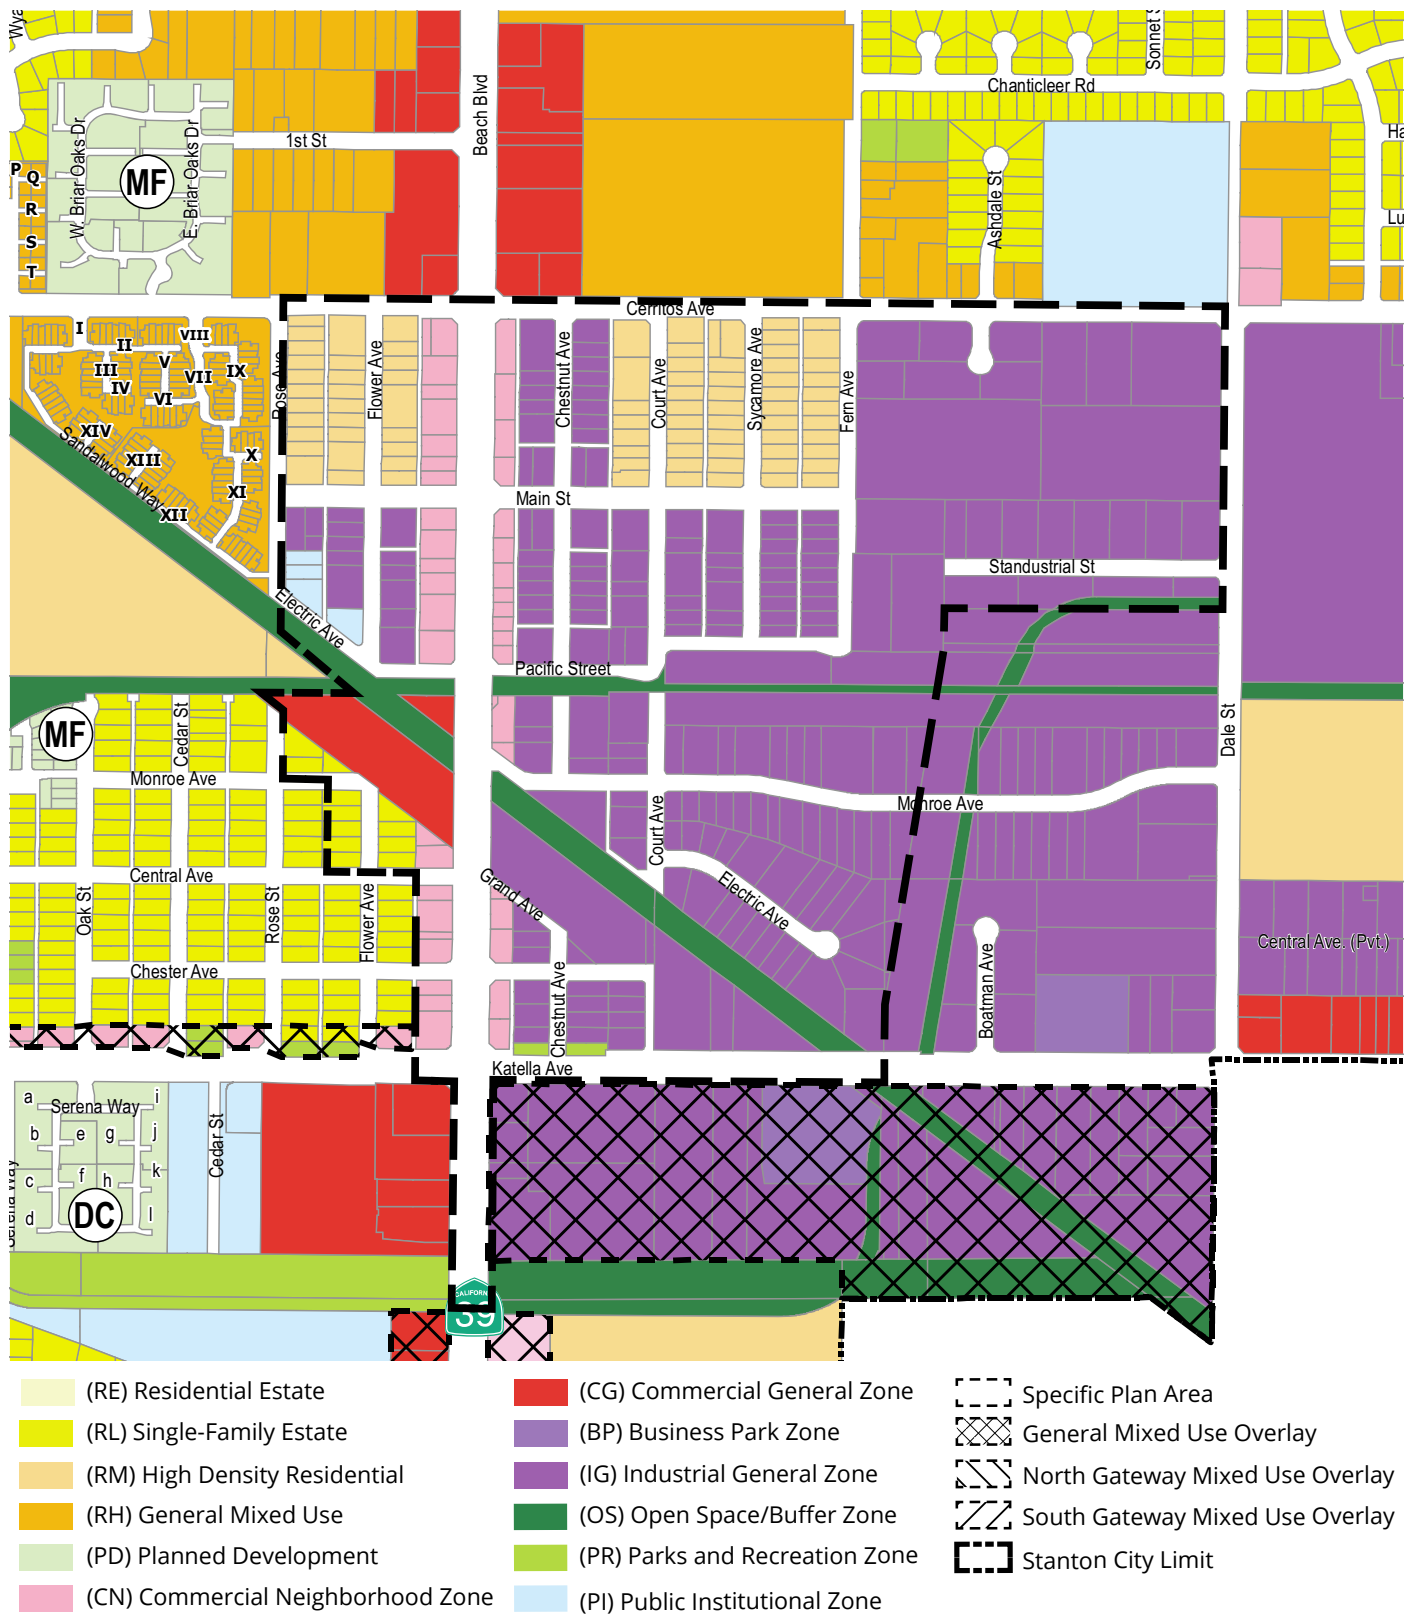 Wya
Sonnet S
Chanticleer Rd
Beach Blvd
1st St
Ha
W. Briar Oaks Dr
E. Briar Oaks Dr
MF
P
Q
R
S
T
Ashdale St
Lu
Cerritos Ave
I
II
III
IV
V
VI
VII
VIII
IX
X
XI
XII
XIII
XIV
Sandalwood Way
Rose Ave
Flower Ave
Chestnut Ave
Court Ave
Sycamore Ave
Fern Ave
Main St
Standustrial St
Electric Ave
Pacific Street
MF
Cedar St
Dale St
Monroe Ave
Monroe Ave
Court Ave
Central Ave
Grand Ave
Electric Ave
Oak St
Rose St
Flower Ave
Central Ave. (Pvt.)
Chester Ave
Chestnut Ave
Boatman Ave
Katella Ave
Serena Way
a
b
c
d
e
f
g
h
i
j
k
l
Cedar St
Serena Way
DC
CALIFORN
39
(RE) Residential Estate
(RL) Single-Family Estate
(RM) High Density Residential
(RH) General Mixed Use
(PD) Planned Development
(CN) Commercial Neighborhood Zone
(CG) Commercial General Zone
(BP) Business Park Zone
(IG) Industrial General Zone
(OS) Open Space/Buffer Zone
(PR) Parks and Recreation Zone
(PI) Public Institutional Zone
Specific Plan Area
General Mixed Use Overlay
North Gateway Mixed Use Overlay
South Gateway Mixed Use Overlay
Stanton City Limit